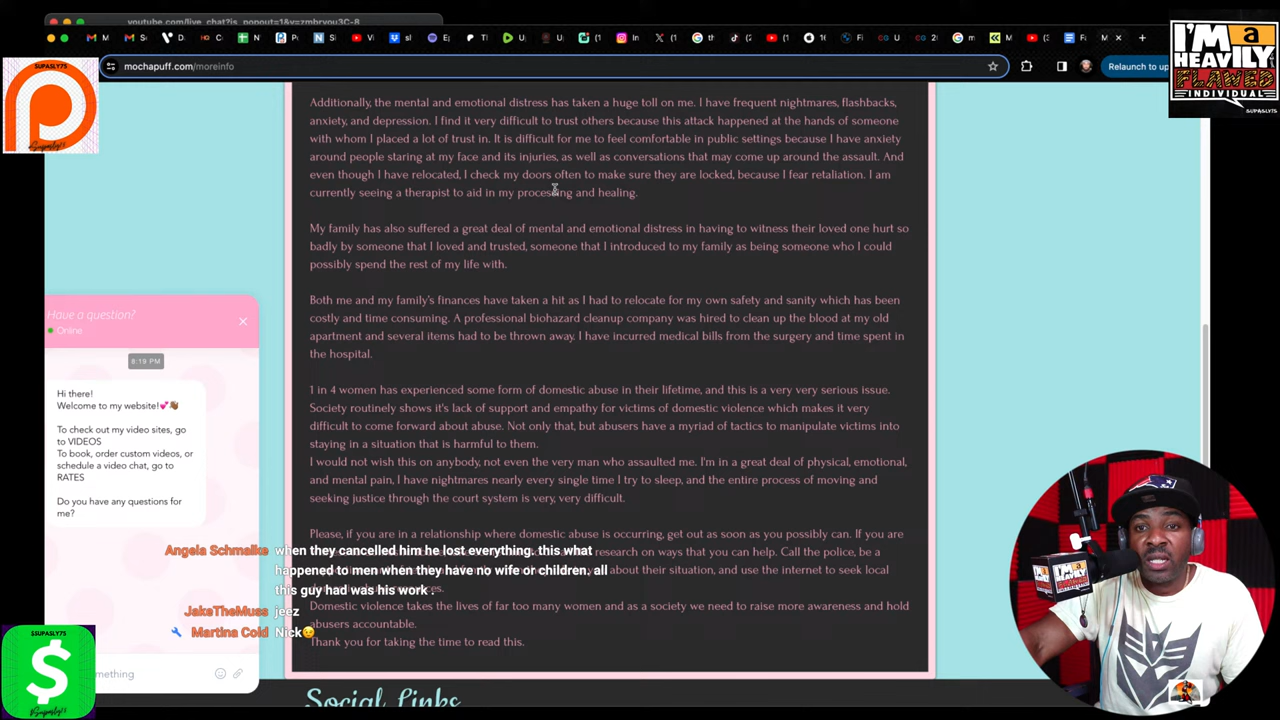 youtube.com/live_chat?is_popout=1&v=zmbrvou3C-8
mochapuff.com/moreinfo
Relaunch to up
SUPASLY75
Supasly75
I'M a
HEAVILY
FLAWED
INDIVIDUAL
SUPASLY75
Additionally, the mental and emotional distress has taken a huge toll on me. I have frequent nightmares, flashbacks,
anxiety, and depression. I find it very difficult to trust others because this attack happened at the hands of someone
with whom I placed a lot of trust in. It is difficult for me to feel comfortable in public settings because I have anxiety
around people staring at my face and its injuries, as well as conversations that may come up around the assault. And
even though I have relocated, I check my doors often to make sure they are locked, because I fear retaliation. I am
currently seeing a therapist to aid in my processing and healing.
My family has also suffered a great deal of mental and emotional distress in having to witness their loved one hurt so
badly by someone that I loved and trusted, someone that I introduced to my family as being someone who I could
possibly spend the rest of my life with.
Both me and my family's finances have taken a hit as I had to relocate for my own safety and sanity which has been
costly and time consuming. A professional biohazard cleanup company was hired to clean up the blood at my old
apartment and several items had to be thrown away. I have incurred medical bills from the surgery and time spent in
the hospital.
1 in 4 women has experienced some form of domestic abuse in their lifetime, and this is a very very serious issue.
Society routinely shows it's lack of support and empathy for victims of domestic violence which makes it very
difficult to come forward about abuse. Not only that, but abusers have a myriad of tactics to manipulate victims into
staying in a situation that is harmful to them.
I would not wish this on anybody, not even the very man who assaulted me. I'm in a great deal of physical, emotional,
and mental pain, I have nightmares nearly every single time I try to sleep, and the entire process of moving and
seeking justice through the court system is very, very difficult.
Please, if you are in a relationship where domestic abuse is occurring, get out as soon as you possibly can. If you are
research on ways that you can help. Call the police, be a
about their situation, and use the internet to seek local
Domestic violence takes the lives of far too many women and as a society we need to raise more awareness and hold
abusers accountable.
Thank you for taking the time to read this.
Social Links
Have a question?
Online
8:19 PM
Hi there!
Welcome to my website!💕
To check out my video sites, go
to VIDEOS
To book, order custom videos, or
schedule a video chat, go to
RATES
Do you have any questions for
me?
mething
Angela Schmalke when they cancelled him he lost everything. this what
happened to men when they have no wife or children, all
this guy had was his work .
JakeTheMuss jeez
Martina Cold Nick
$SUPASLY75
$
$Supasly75